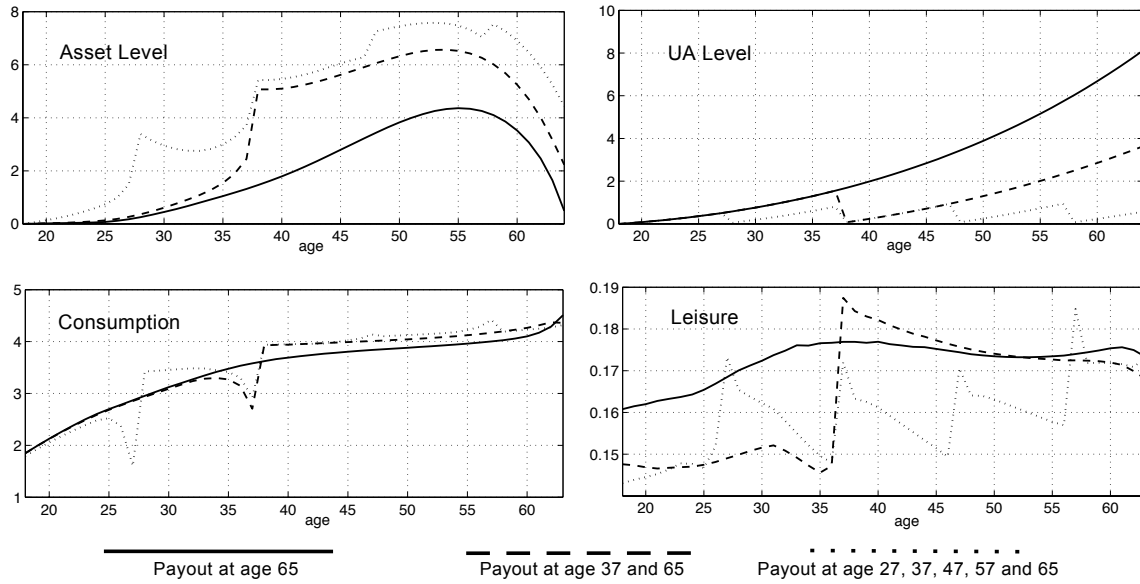 8
6
4
2
0
Asset Level
20 25 30 35 40 45 50 55 60
age
10
8
6
4
2
0
UA Level
20 25 30 35 40 45 50 55 60
age
5
4
3
2
1
Consumption
20 25 30 35 40 45 50 55 60
age
0.19
0.18
0.17
0.16
0.15
Leisure
20 25 30 35 40 45 50 55 60
age
Payout at age 65
Payout at age 37 and 65
Payout at age 27, 37, 47, 57 and 65